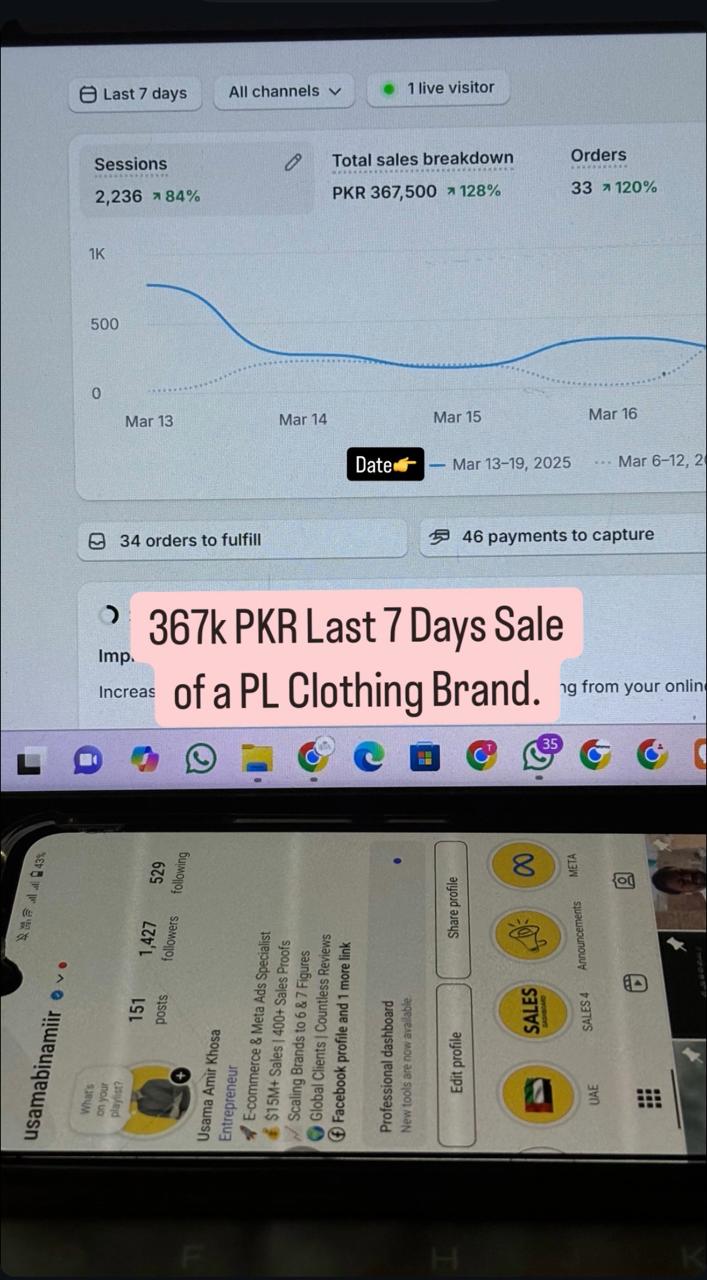 Last 7 days
All channels
1 live visitor
Sessions
2,236 84%
Total sales breakdown
PKR 367,500 128%
Orders
33 120%
1K
500
0
Mar 13
Mar 14
Mar 15
Mar 16
Date👉
Mar 13–19, 2025
Mar 6–12, 2
34 orders to fulfill
46 payments to capture
367k PKR Last 7 Days Sale
of a PL Clothing Brand.
Imp
Increas
ng from your onlin
35
43%
usamabinamiir
What's
on your
playlist?
151
posts
1,427
followers
529
following
Usama Amir Khosa
Entrepreneur
🚀 E-commerce & Meta Ads Specialist
💰 $15M+ Sales | 400+ Sales Proofs
📈 Scaling Brands to 6 & 7 Figures
🌍 Global Clients | Countless Reviews
Facebook profile and 1 more link
Professional dashboard
New tools are now available.
Edit profile
Share profile
SALES
UAE
SALES 4
Announcements
META
F
H
K